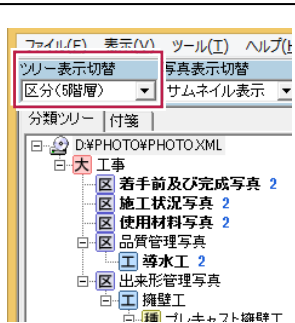 ファイル(F) 表示(V) ツール(T) ヘルプ(H
ツリー表示切替 写真表示切替
区分(5階層) サムネイル表示
分類ツリー 付箋
D:¥PHOTO¥PHOTO.XML
大 工事
区 着手前及び完成写真 2
区 施工状況写真 2
区 使用材料写真 2
区 品質管理写真
工 導水工 2
区 出来形管理写真
工 擁壁工
種 プレキャスト擁壁工